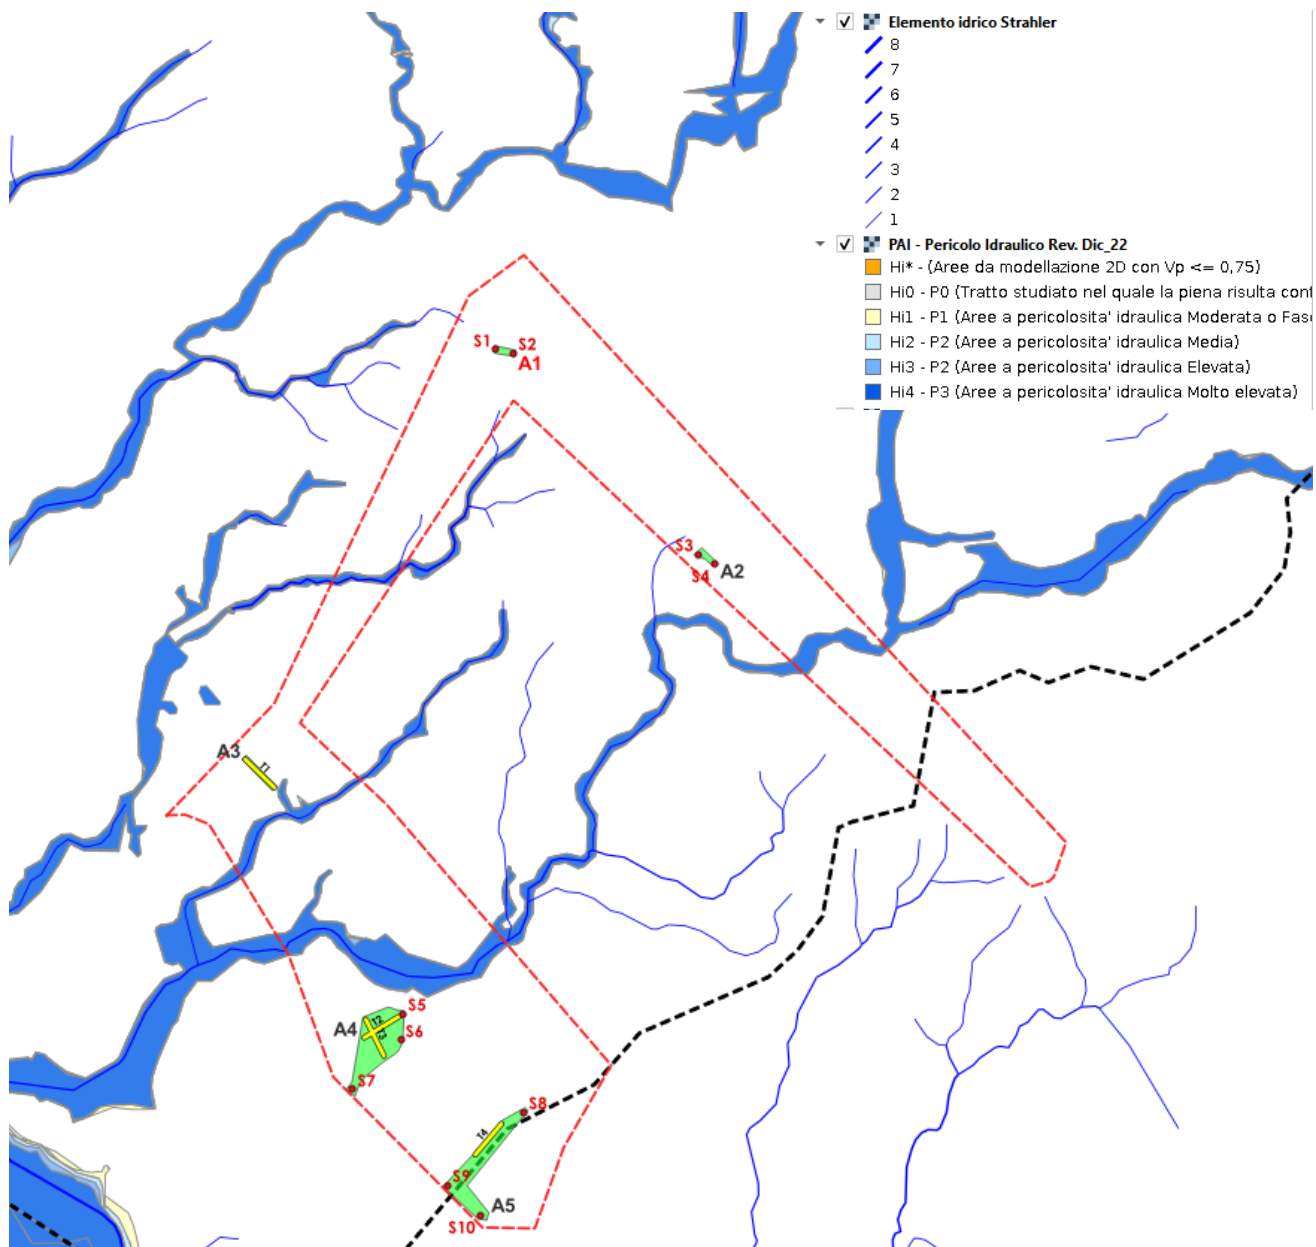 Elemento idrico Strahler
8
7
6
5
4
3
2
1
PAI - Pericolo Idraulico Rev. Dic_22
Hi* - (Aree da modellazione 2D con Vp <= 0,75)
Hi0 - P0 (Tratto studiato nel quale la piena risulta cont
Hi1 - P1 (Aree a pericolosita' idraulica Moderata o Fasc
Hi2 - P2 (Aree a pericolosita' idraulica Media)
Hi3 - P2 (Aree a pericolosita' idraulica Elevata)
Hi4 - P3 (Aree a pericolosita' idraulica Molto elevata)
S1 S2
A1
S3
S4 A2
A3
T1
S5
A4 T2
T3 S6
S7
S8
T4
S9
A5
S10